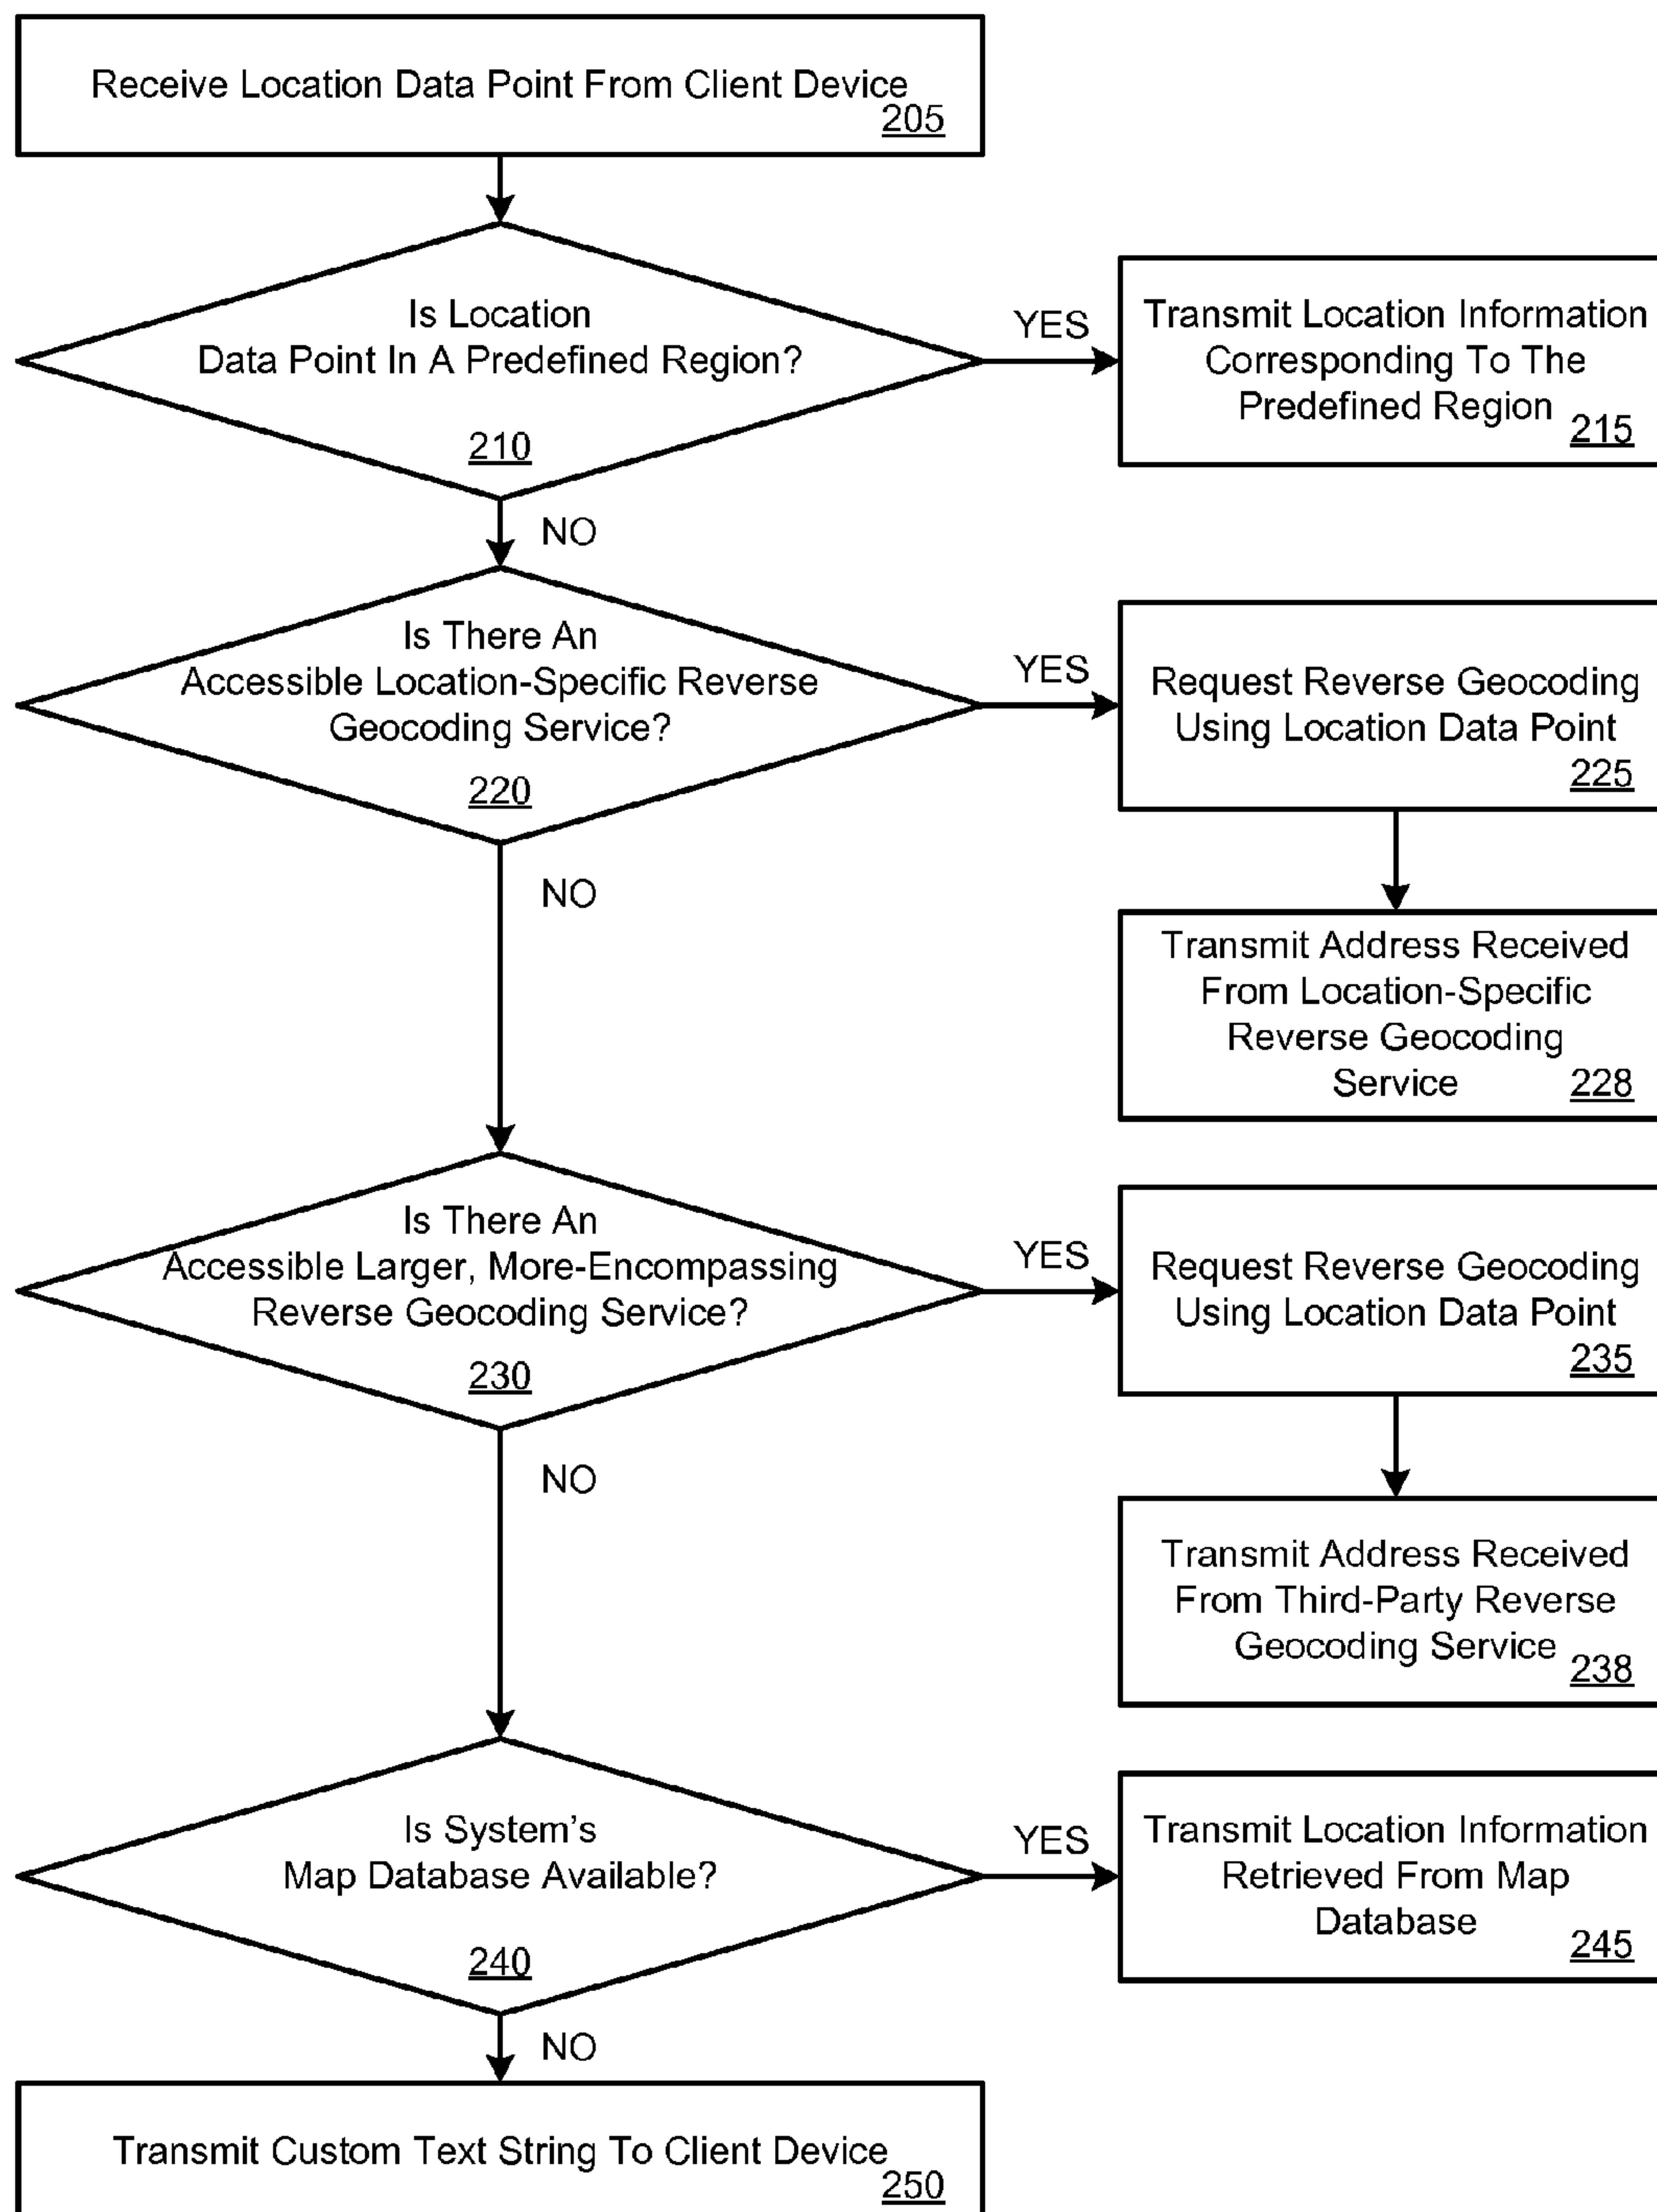 Receive Location Data Point From Client Device
205
Is Location
Data Point In A Predefined Region?
210
YES
Transmit Location Information
Corresponding To The
Predefined Region
215
NO
Is There An
Accessible Location-Specific Reverse
Geocoding Service?
220
YES
Request Reverse Geocoding
Using Location Data Point
225
NO
Transmit Address Received
From Location-Specific
Reverse Geocoding
Service
228
Is There An
Accessible Larger, More-Encompassing
Reverse Geocoding Service?
230
YES
Request Reverse Geocoding
Using Location Data Point
235
NO
Transmit Address Received
From Third-Party Reverse
Geocoding Service
238
Is System's
Map Database Available?
240
YES
Transmit Location Information
Retrieved From Map
Database
245
NO
Transmit Custom Text String To Client Device
250